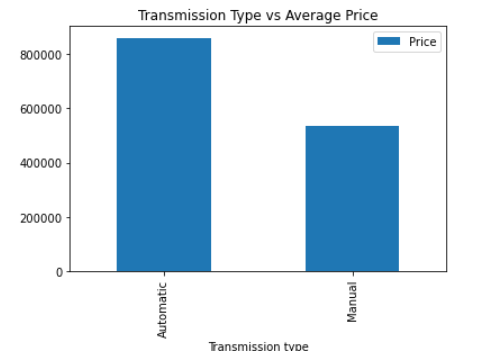 Transmission Type vs Average Price
Price
800000
600000
400000
200000
0
Automatic
Manual
Transmission type